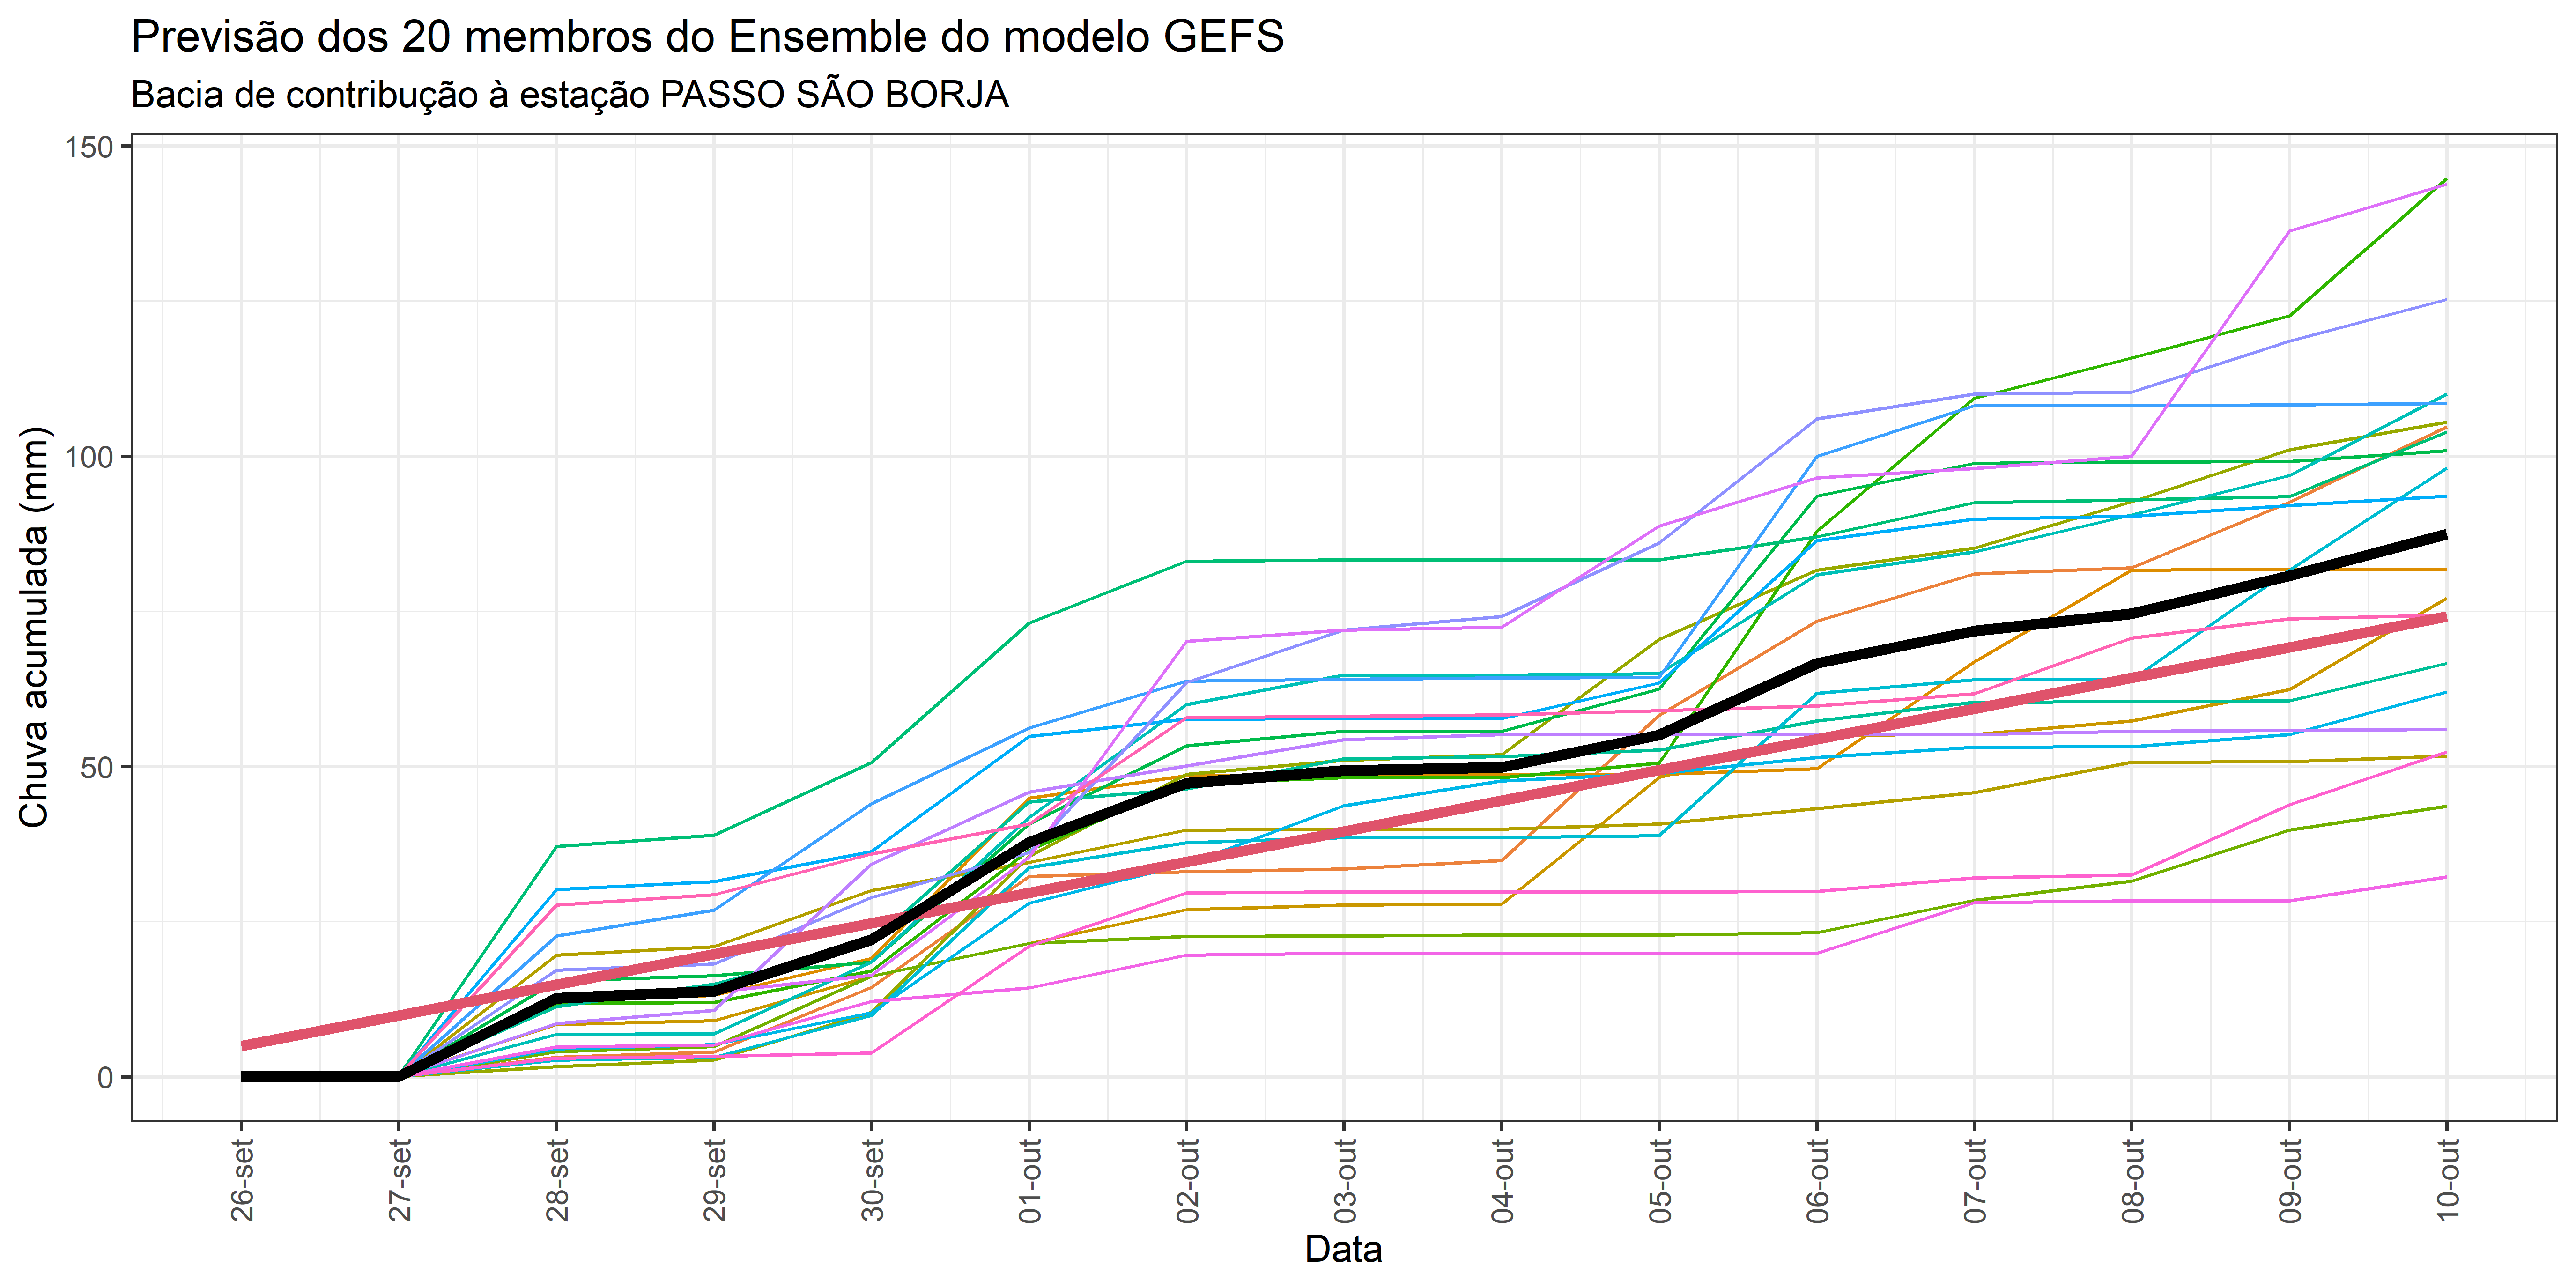 Previsão dos 20 membros do Ensemble do modelo GEFS
Bacia de contribução à estação PASSO SÃO BORJA
Chuva acumulada (mm)
150
100
50
0
26-set
27-set
28-set
29-set
30-set
01-out
02-out
03-out
04-out
05-out
06-out
07-out
08-out
09-out
10-out
Data